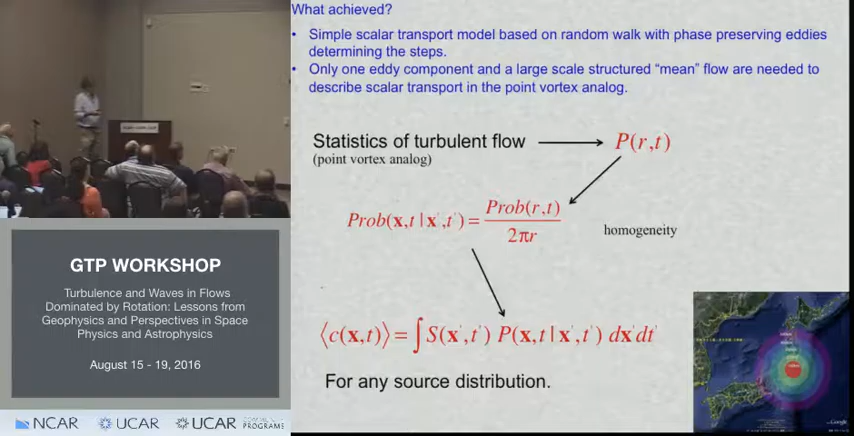 What achieved?
• Simple scalar transport model based on random walk with phase preserving eddies
determining the steps.
• Only one eddy component and a large scale structured “mean” flow are needed to
describe scalar transport in the point vortex analog.
Statistics of turbulent flow → P(r,t)
(point vortex analog)
Prob(x,t | x',t') = Prob(r,t) / 2πr
homogeneity
⟨c(x,t)⟩ = ∫ S(x',t') P(x,t | x',t') dx'dt'
For any source distribution.
GTP WORKSHOP
Turbulence and Waves in Flows
Dominated by Rotation: Lessons from
Geophysics and Perspectives in Space
Physics and Astrophysics
August 15 - 19, 2016
NCAR UCAR UCAR
PROGRAMS